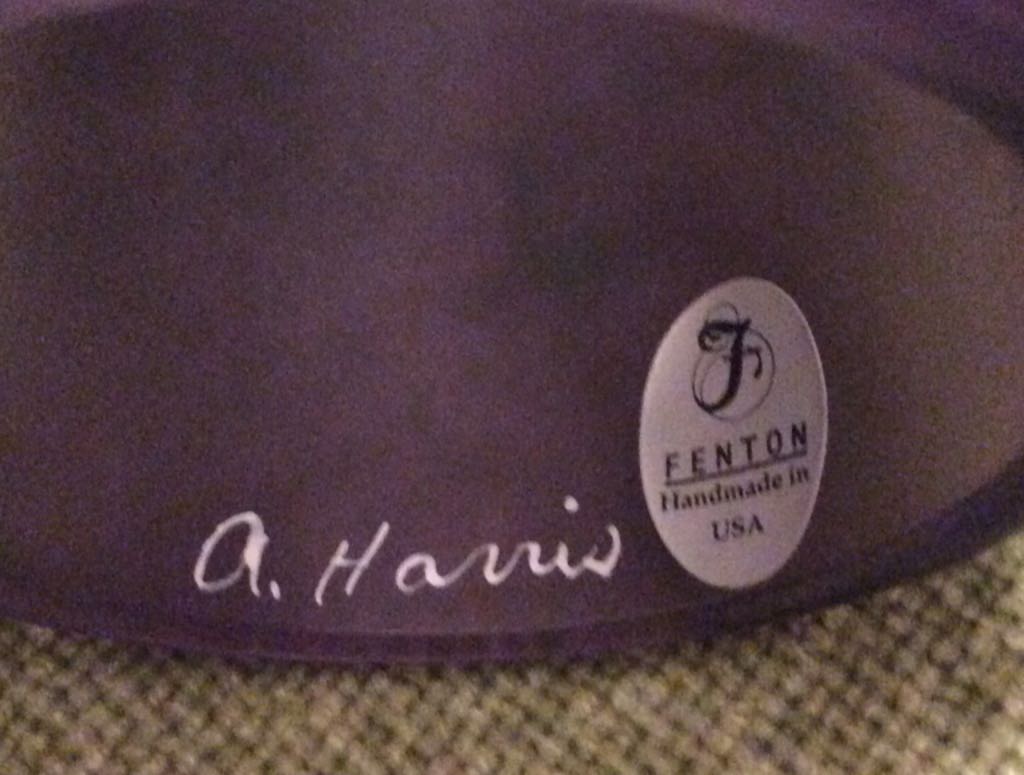 A. Harris
F
FENTON
Handmade in
USA